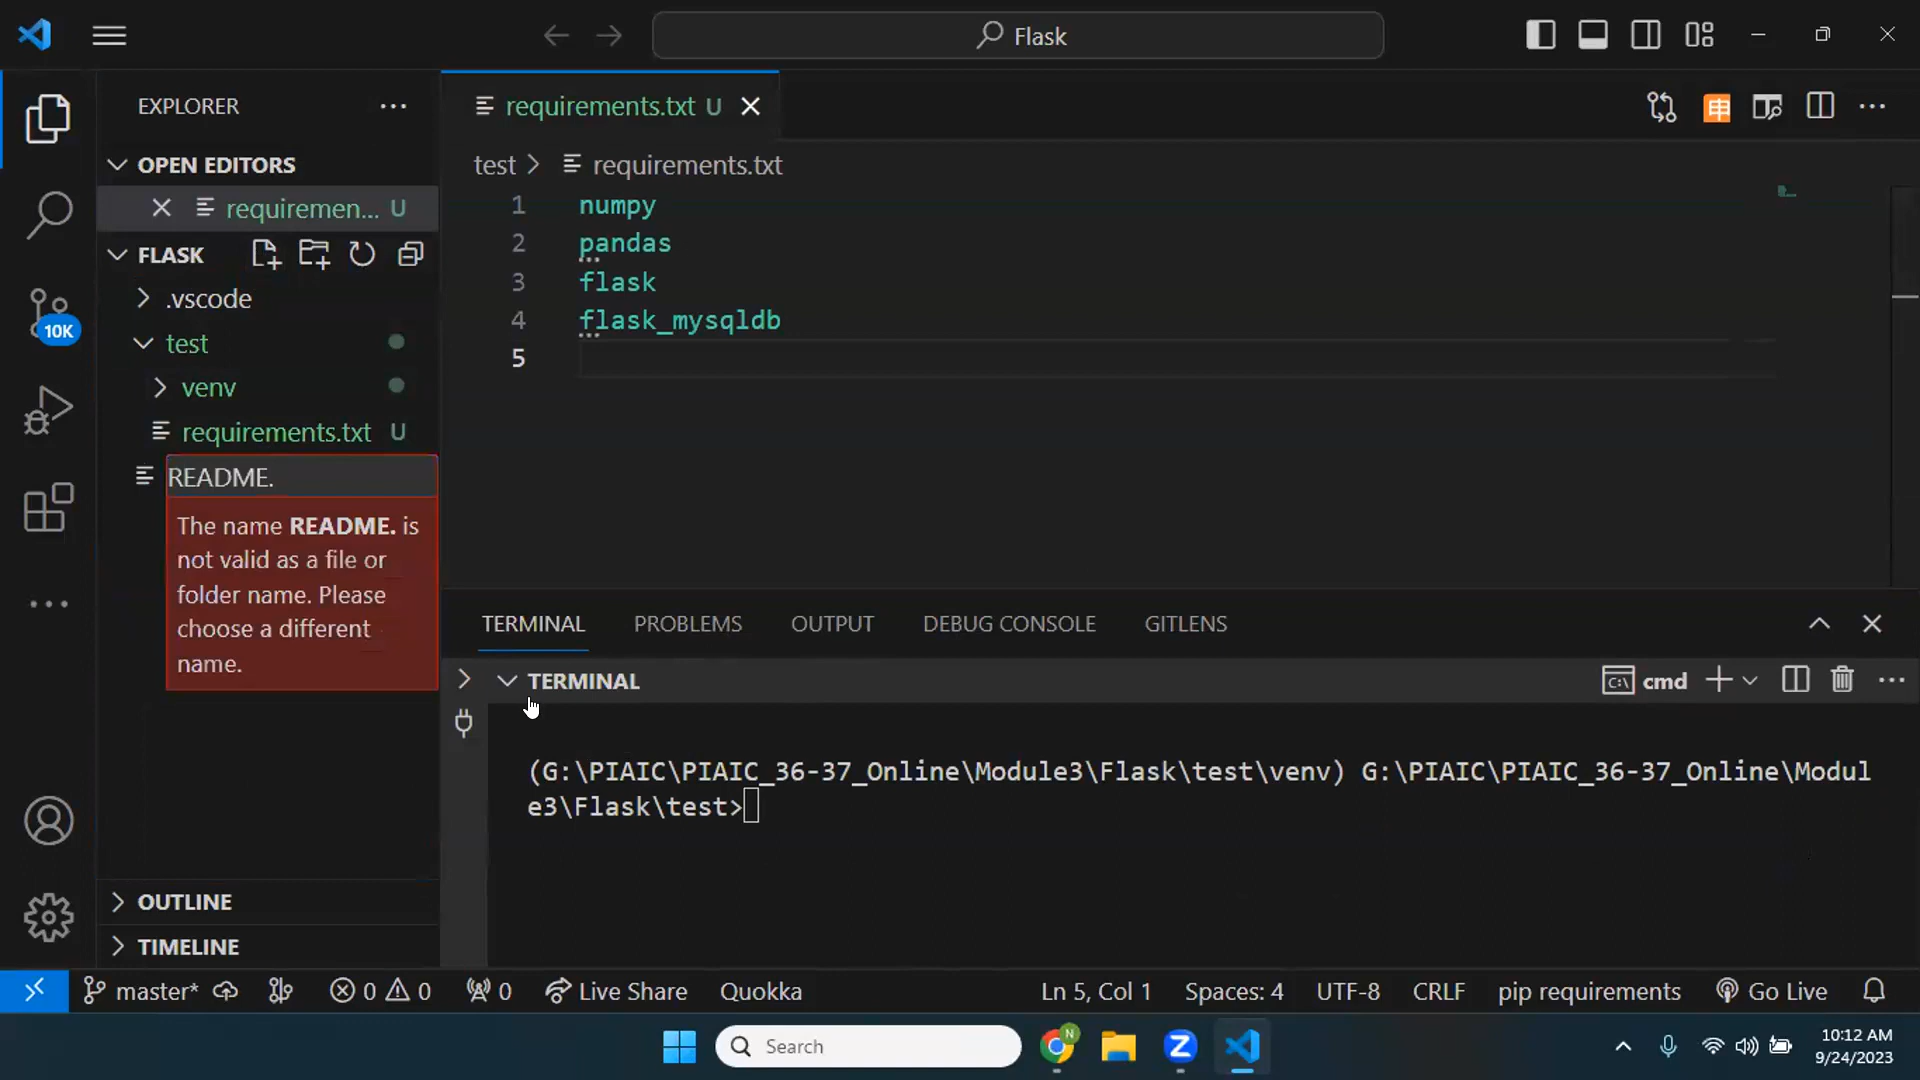 Flask
EXPLORER
requirements.txt U
OPEN EDITORS
requiremen... U
FLASK
.vscode
test
venv
requirements.txt U
README.
The name README. is
not valid as a file or
folder name. Please
choose a different
name.
OUTLINE
TIMELINE
10K
test > requirements.txt
1 numpy
2 pandas
3 flask
4 flask_mysqldb
5
TERMINAL PROBLEMS OUTPUT DEBUG CONSOLE GITLENS
TERMINAL
cmd
(G:\PIAIC\PIAIC_36-37_Online\Module3\Flask\test\venv) G:\PIAIC\PIAIC_36-37_Online\Modul
e3\Flask\test>
master* 0 0 0 Live Share Quokka Ln 5, Col 1 Spaces: 4 UTF-8 CRLF pip requirements Go Live
Search
N
Z
10:12 AM
9/24/2023